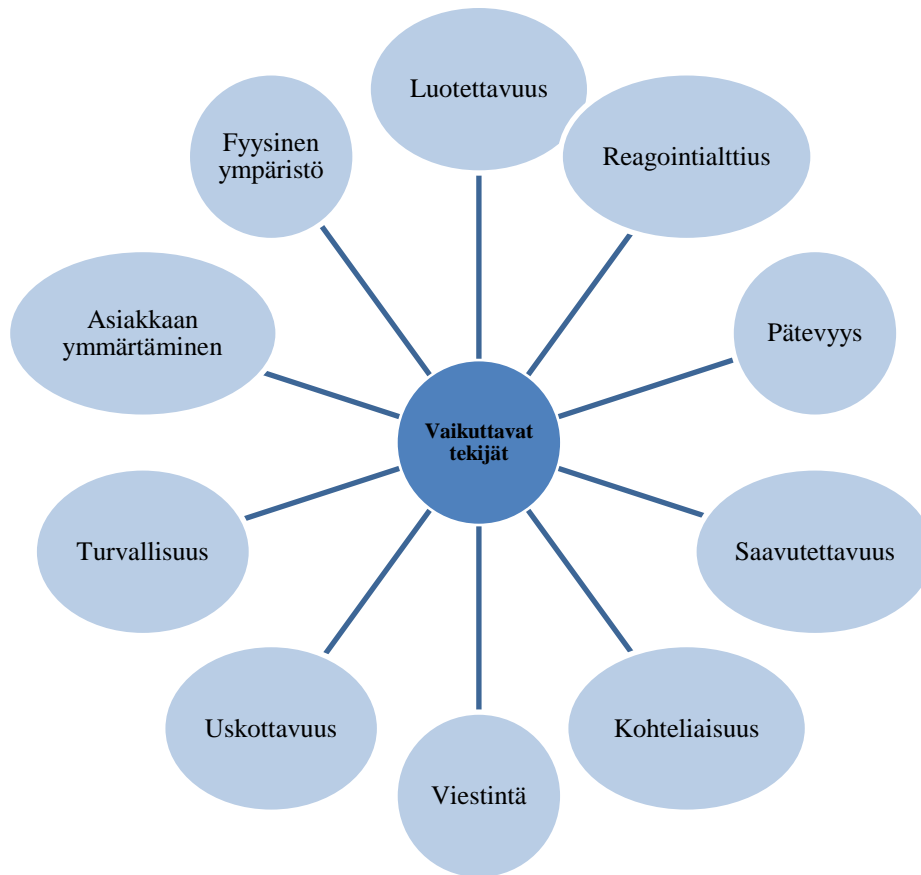 Luotettavuus
Reagointialttius
Pätevyys
Saavutettavuus
Kohteliaisuus
Viestintä
Uskottavuus
Turvallisuus
Asiakkaan
ymmärtäminen
Fyysinen
ympäristö
Vaikuttavat
tekijät